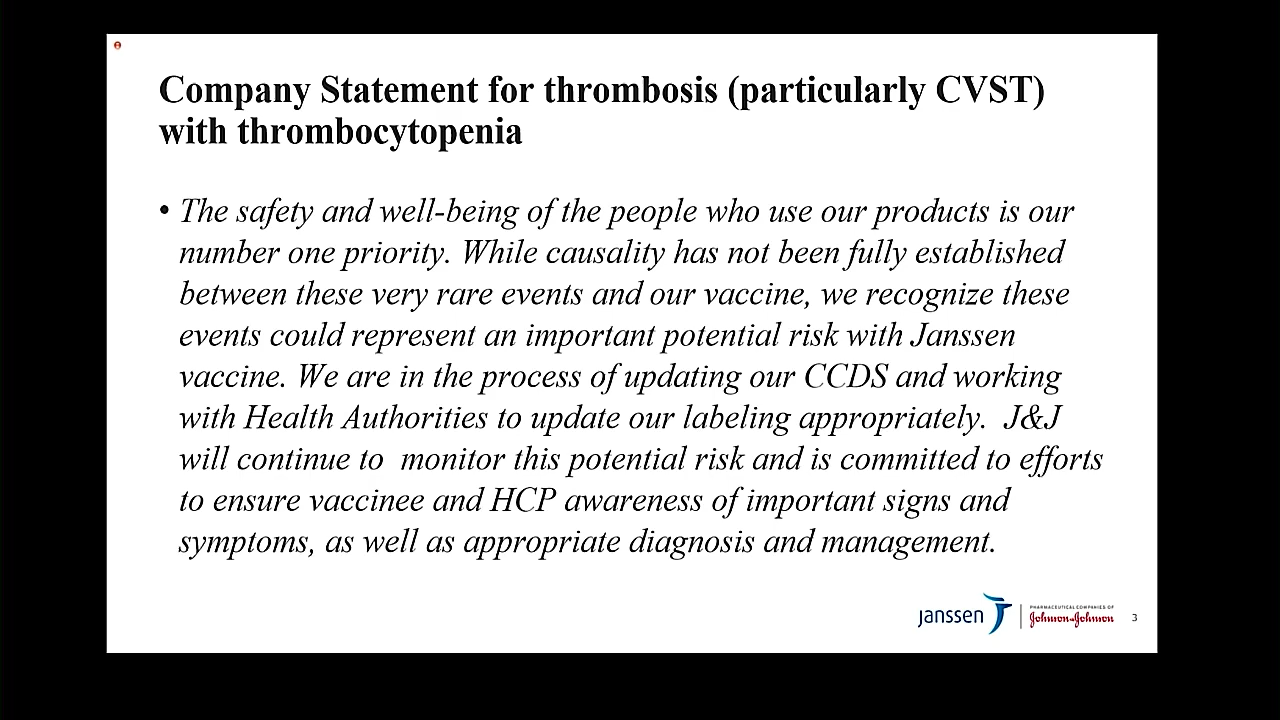 Company Statement for thrombosis (particularly CVST)
with thrombocytopenia
• The safety and well-being of the people who use our products is our
number one priority. While causality has not been fully established
between these very rare events and our vaccine, we recognize these
events could represent an important potential risk with Janssen
vaccine. We are in the process of updating our CCDS and working
with Health Authorities to update our labeling appropriately.  J&J
will continue to  monitor this potential risk and is committed to efforts
to ensure vaccinee and HCP awareness of important signs and
symptoms, as well as appropriate diagnosis and management.
janssen
PHARMACEUTICAL COMPANIES OF
Johnson & Johnson
3